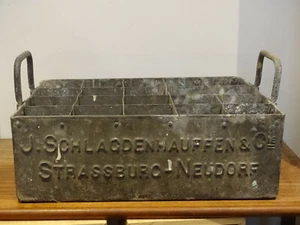 J. SCHLAGDENHAUFFEN & CIE
STRASSBURG-NEUDORF